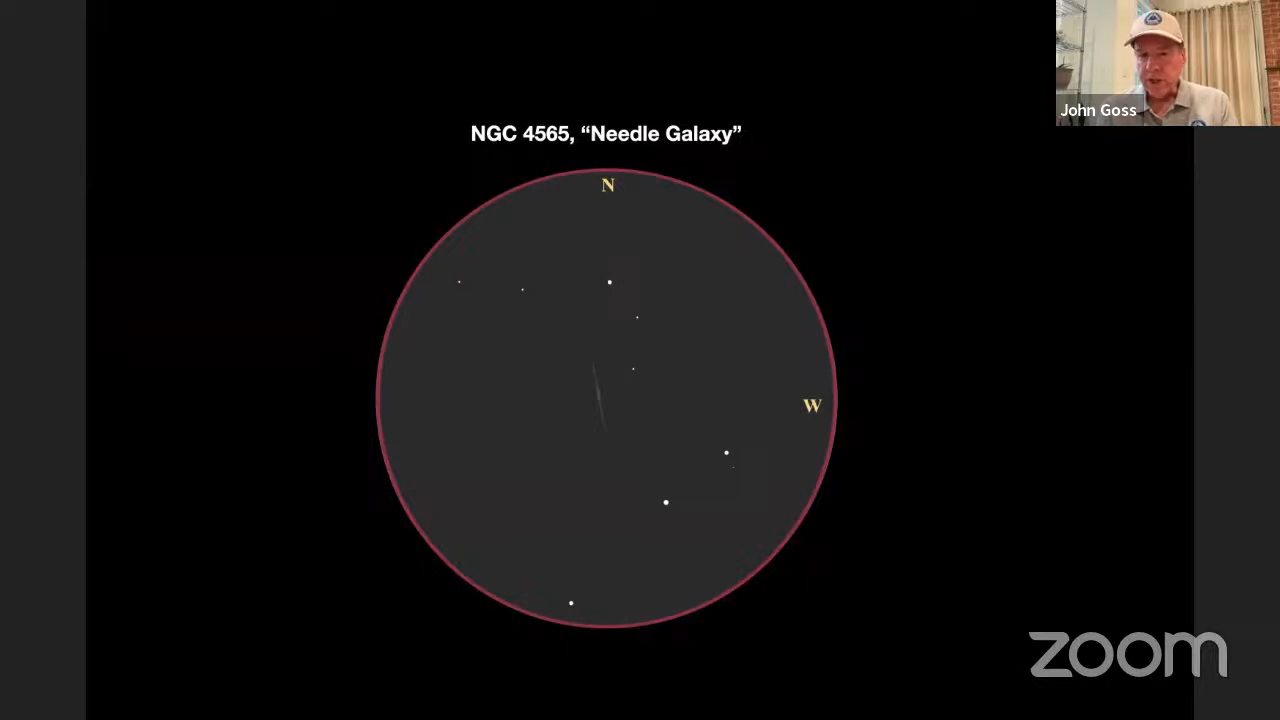 John Goss
NGC 4565, “Needle Galaxy”
N
W
zoom